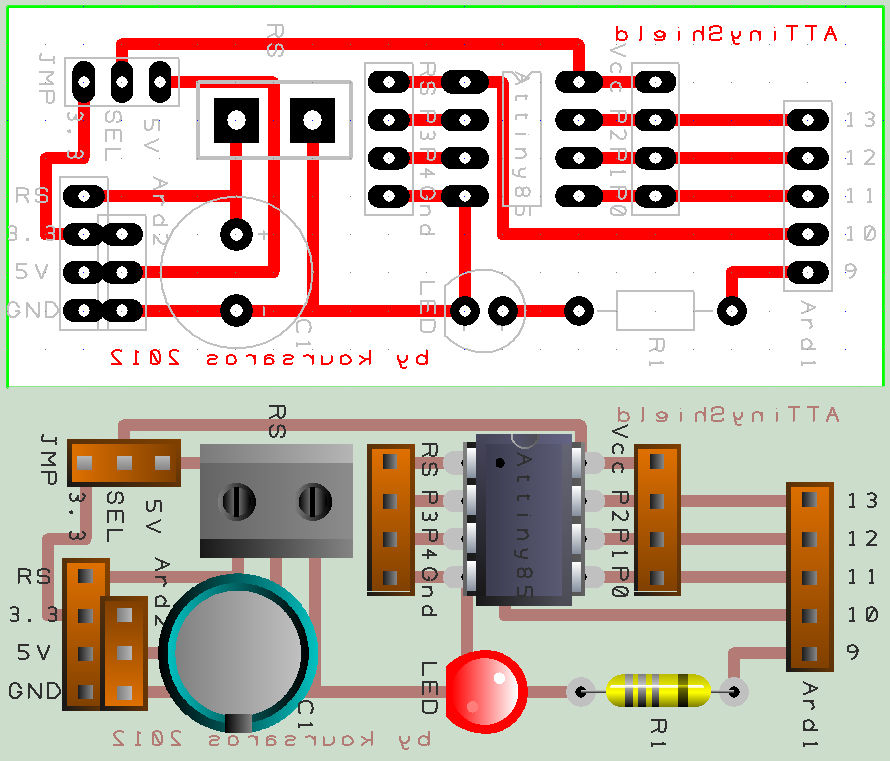 ATTinyShield
RS
JMP
3.3
SEL
5V
RS
P3
P4
Gnd
Attiny85
Vcc
P2
P1
P0
13
12
11
10
9
Ard1
RS
3.3
5V
GND
Ard2
C1
LED
R1
by koursaros 2012
ATTinyShield
RS
JMP
3.3
SEL
5V
RS
P3
P4
Gnd
Attiny85
Vcc
P2
P1
P0
13
12
11
10
9
Ard1
RS
3.3
5V
GND
Ard2
C1
LED
R1
by koursaros 2012